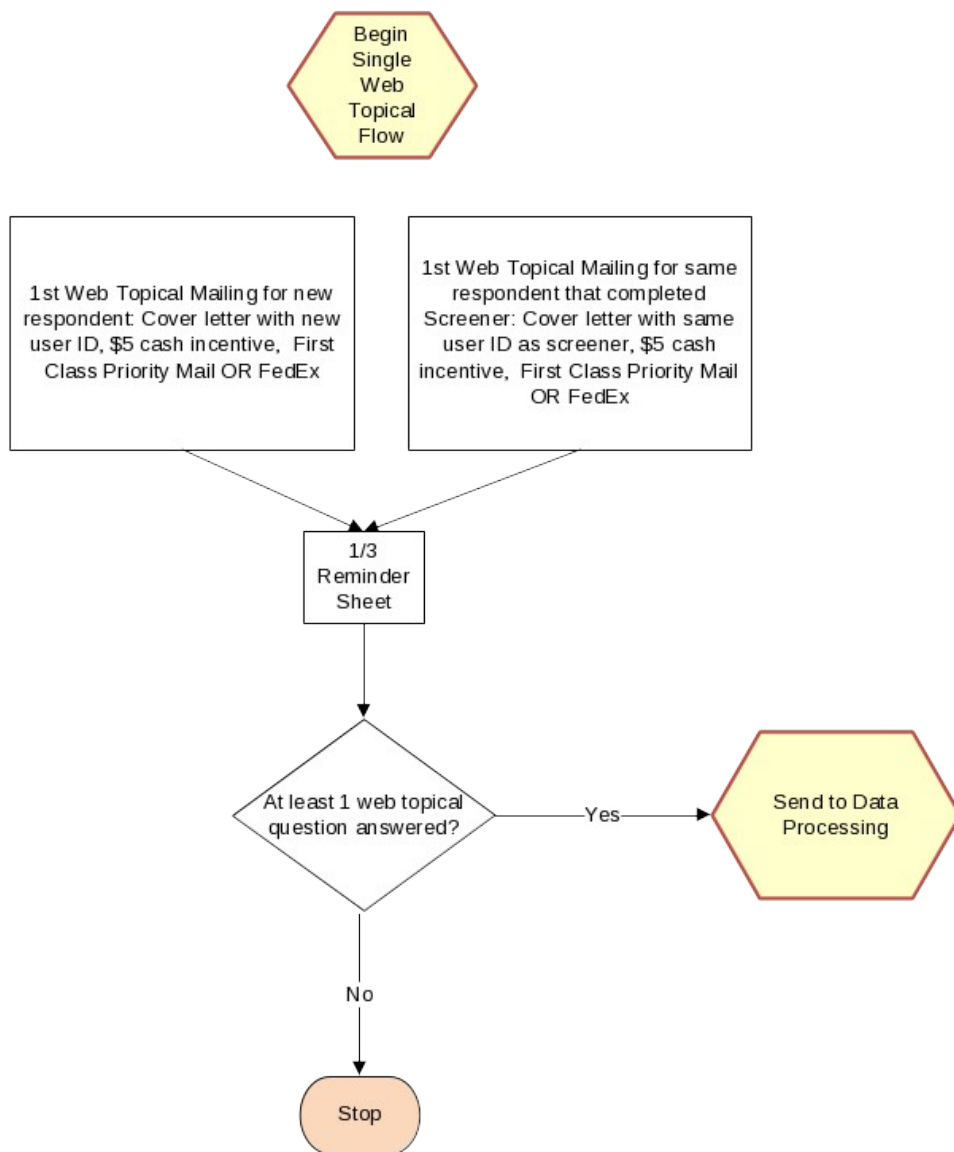 Begin
Single
Web
Topical
Flow
1st Web Topical Mailing for new
respondent: Cover letter with new
user ID, $5 cash incentive,  First
Class Priority Mail OR FedEx
1st Web Topical Mailing for same
respondent that completed
Screener: Cover letter with same
user ID as screener, $5 cash
incentive,  First Class Priority Mail
OR FedEx
1/3
Reminder
Sheet
At least 1 web topical
question answered?
Yes
Send to Data
Processing
No
Stop